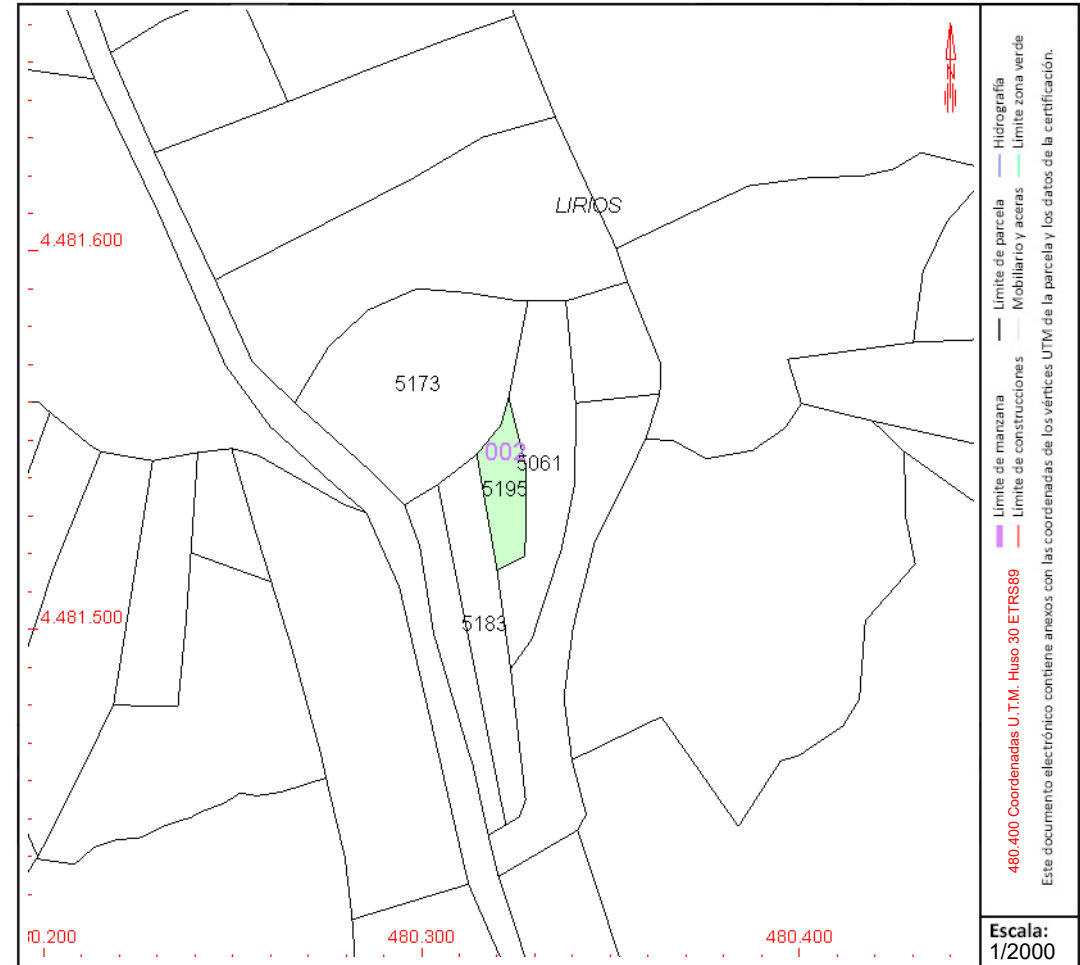 N
LIRIOS
4.481.600
5173
002
5061
5195
4.481.500
5183
0.200
480.300
480.400
Límite de manzana
Límite de parcela
Hidrografía
Límite de construcciones
Mobiliario y aceras
Límite zona verde
480.400 Coordenadas U.T.M. Huso 30 ETRS89
Este documento electrónico contiene anexos con las coordenadas de los vértices UTM de la parcela y los datos de la certificación.
Escala:
1/2000